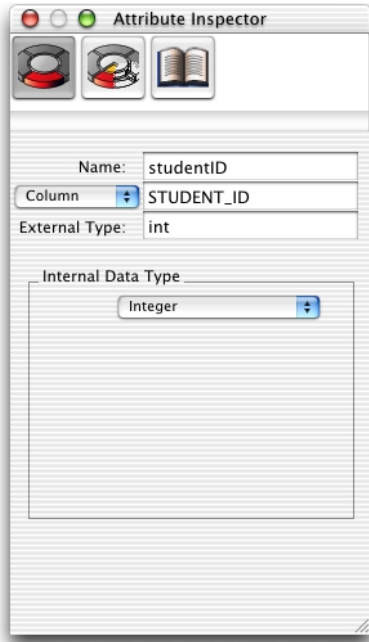 Attribute Inspector
Name: studentID
Column STUDENT_ID
External Type: int
Internal Data Type
Integer